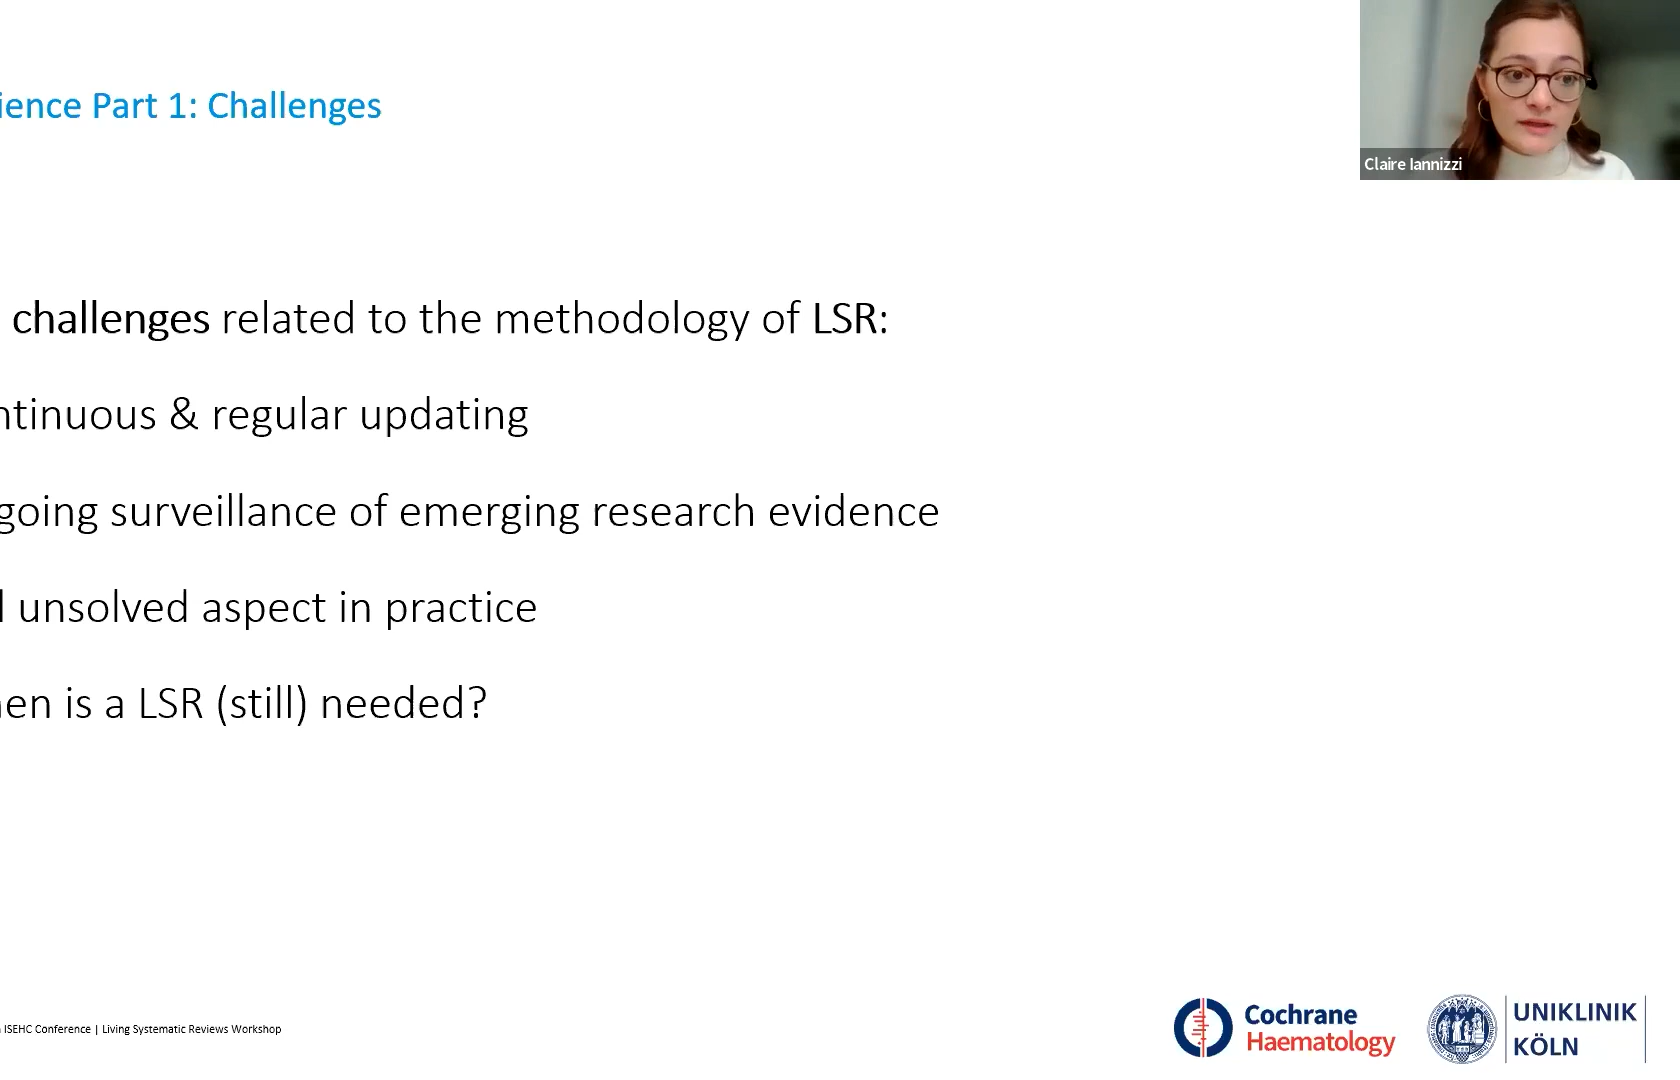 ience Part 1: Challenges
Claire Iannizzi
challenges related to the methodology of LSR:
ntinuous & regular updating
going surveillance of emerging research evidence
l unsolved aspect in practice
en is a LSR (still) needed?
ISEHC Conference | Living Systematic Reviews Workshop
Cochrane
Haematology
UNIKLINIK
KÖLN